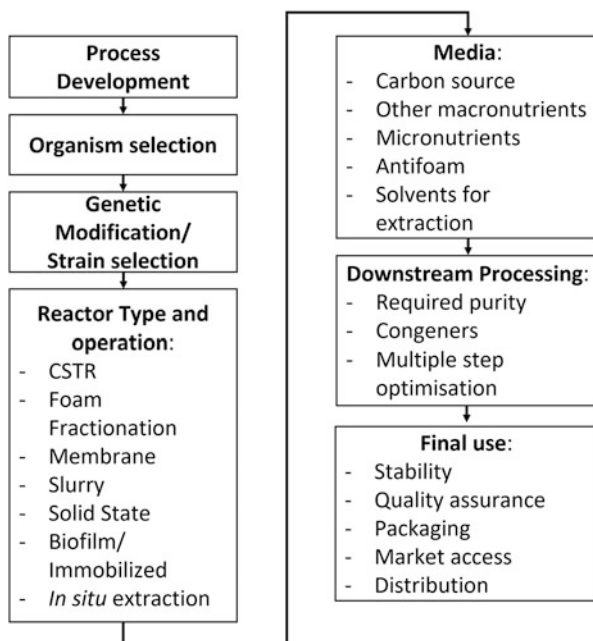 Process
Development
Organism selection
Genetic
Modification/
Strain selection
Reactor Type and
operation:
- CSTR
- Foam
Fractionation
- Membrane
- Slurry
- Solid State
- Biofilm/
Immobilized
- In situ extraction
Media:
- Carbon source
- Other macronutrients
- Micronutrients
- Antifoam
- Solvents for
extraction
Downstream Processing:
- Required purity
- Congeners
- Multiple step
optimisation
Final use:
- Stability
- Quality assurance
- Packaging
- Market access
- Distribution